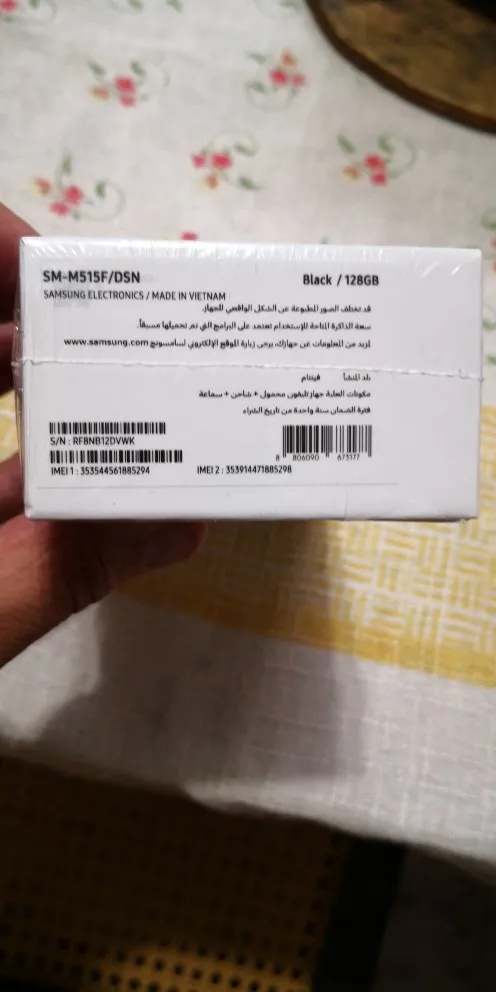 SM-M515F/DSN
Black / 128GB
SAMSUNG ELECTRONICS / MADE IN VIETNAM
قد تختلف الصور المطبوعة عن الشكل الواقعي للجهاز.
سعة الذاكرة المتاحة للإستخدام تعتمد علي البرامج التي تم تحميلها مسبقاً.
لمزيد من المعلومات عن جهازك، يرجى زيارة الموقع الإلكتروني لسامسونج www.samsung.com
بلد المنشأ فيتنام
مكونات العلبة جهاز تليفون محمول + شاحن + سماعة
فترة الضمان سنة واحدة من تاريخ الشراء
S/N : RF8NB12DVWK
8 806090 673177
IMEI 1 : 353544561885294
IMEI 2 : 353914471885298